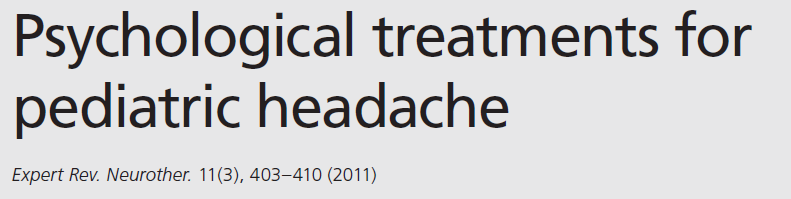 Psychological treatments for
pediatric headache
Expert Rev. Neurother. 11(3), 403–410 (2011)